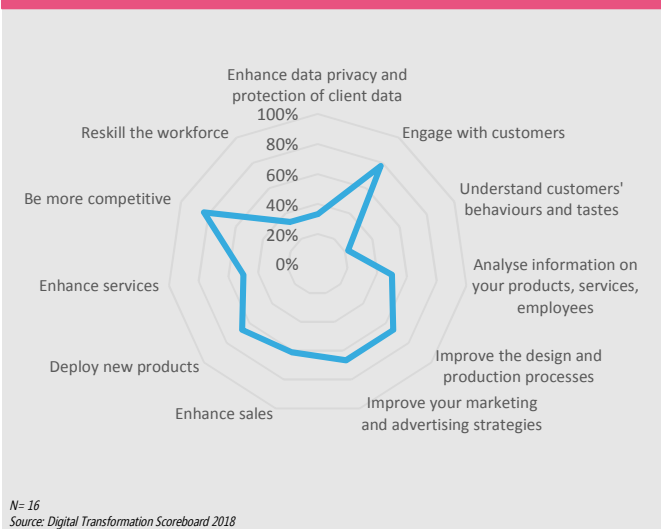 Enhance data privacy and
protection of client data
100%
80%
60%
40%
20%
0%
Engage with customers
Understand customers'
behaviours and tastes
Analyse information on
your products, services,
employees
Improve the design and
production processes
Improve your marketing
and advertising strategies
Enhance sales
Deploy new products
Enhance services
Be more competitive
Reskill the workforce
N= 16
Source: Digital Transformation Scoreboard 2018